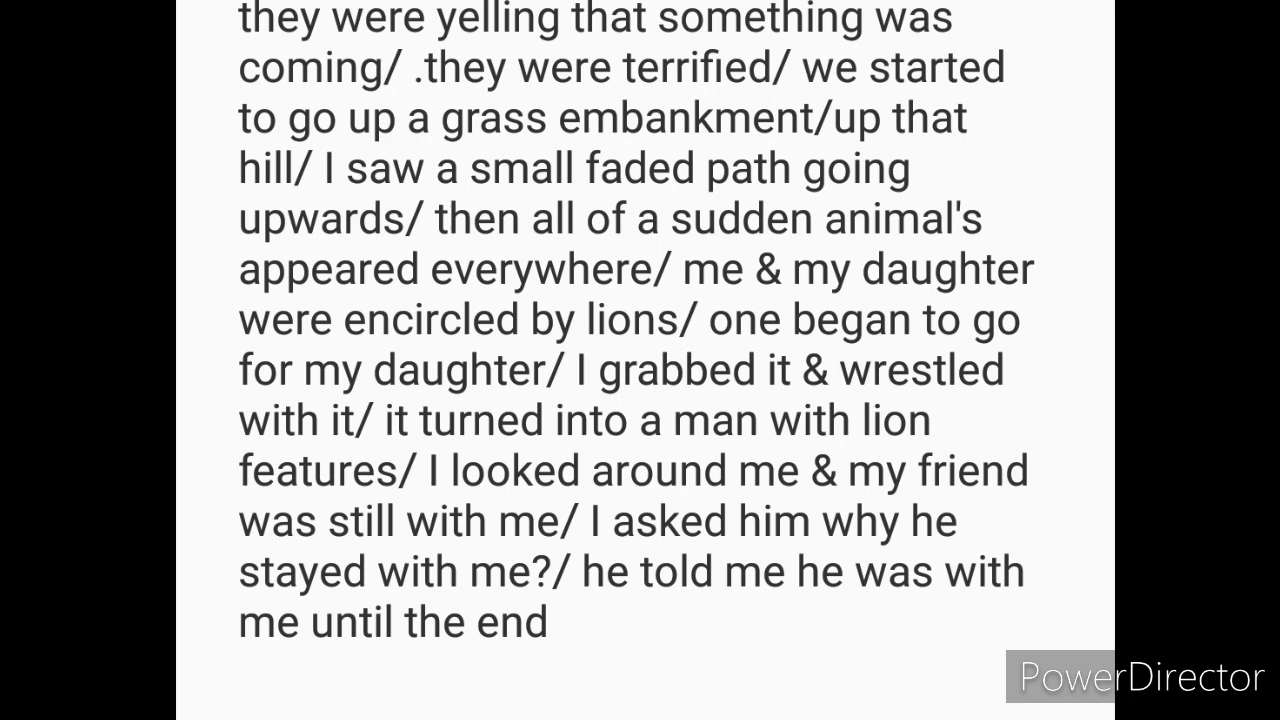 they were yelling that something was
coming/ .they were terrified/ we started
to go up a grass embankment/up that
hill/ I saw a small faded path going
upwards/ then all of a sudden animal's
appeared everywhere/ me & my daughter
were encircled by lions/ one began to go
for my daughter/ I grabbed it & wrestled
with it/ it turned into a man with lion
features/ I looked around me & my friend
was still with me/ I asked him why he
stayed with me?/ he told me he was with
me until the end
PowerDirector